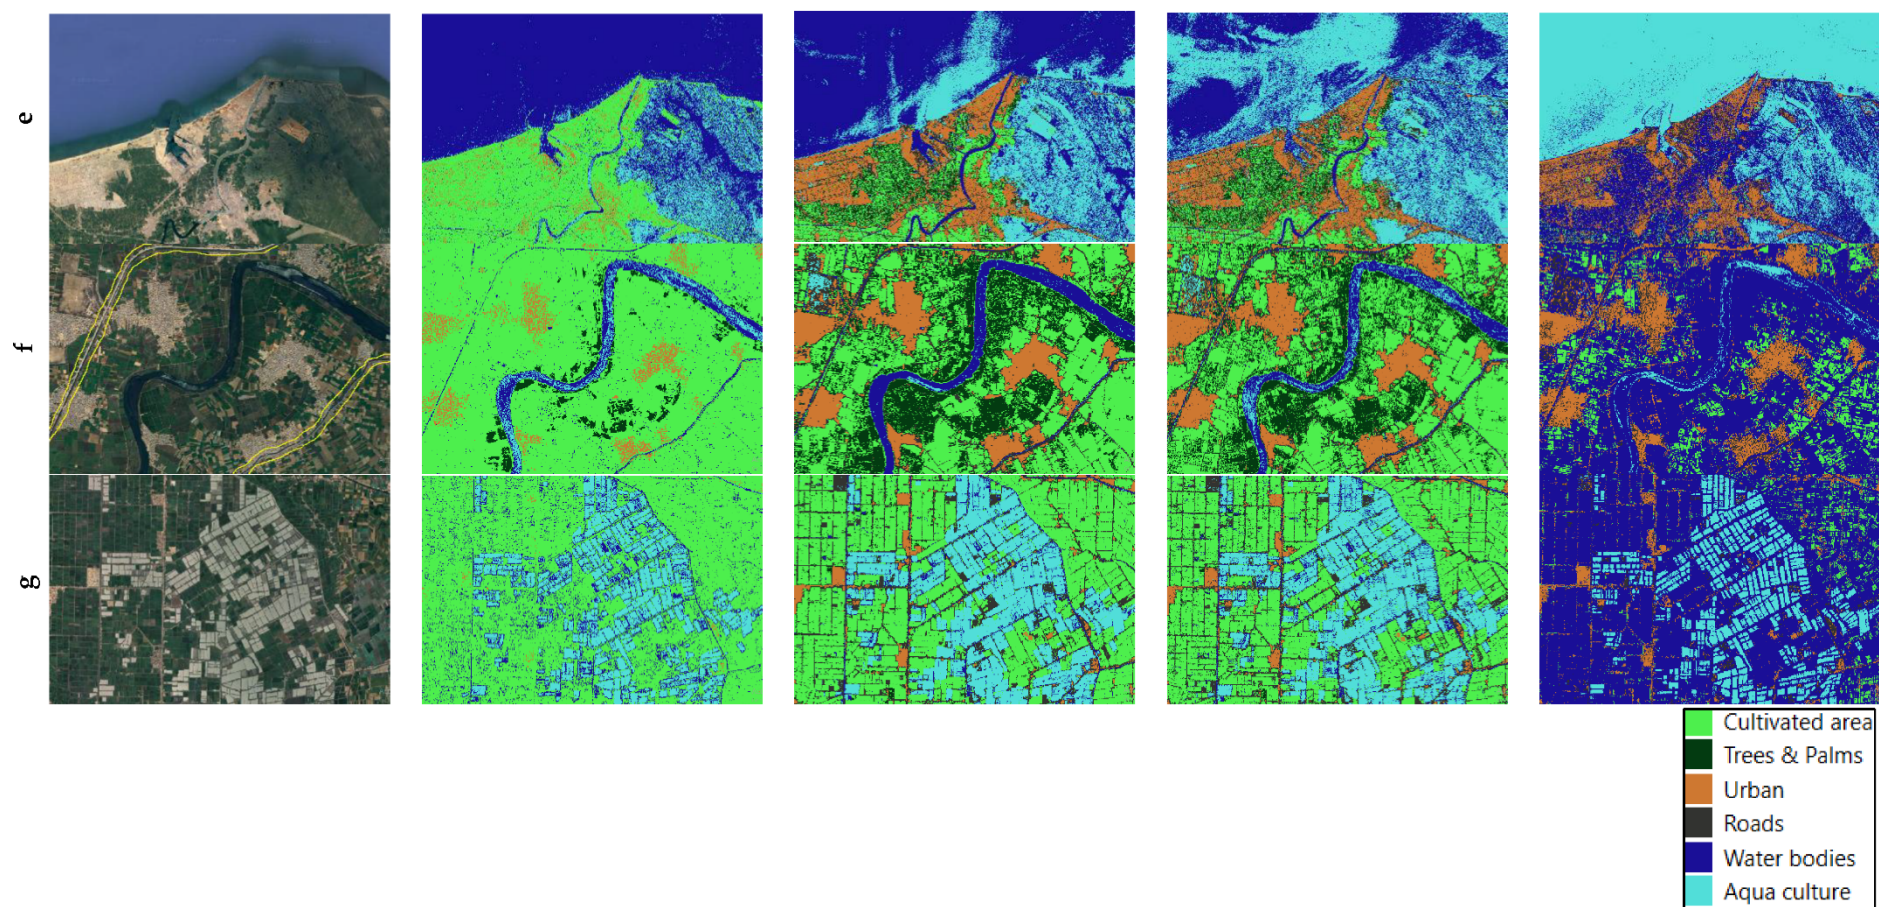 e
f
g
Cultivated area
Trees & Palms
Urban
Roads
Water bodies
Aqua culture